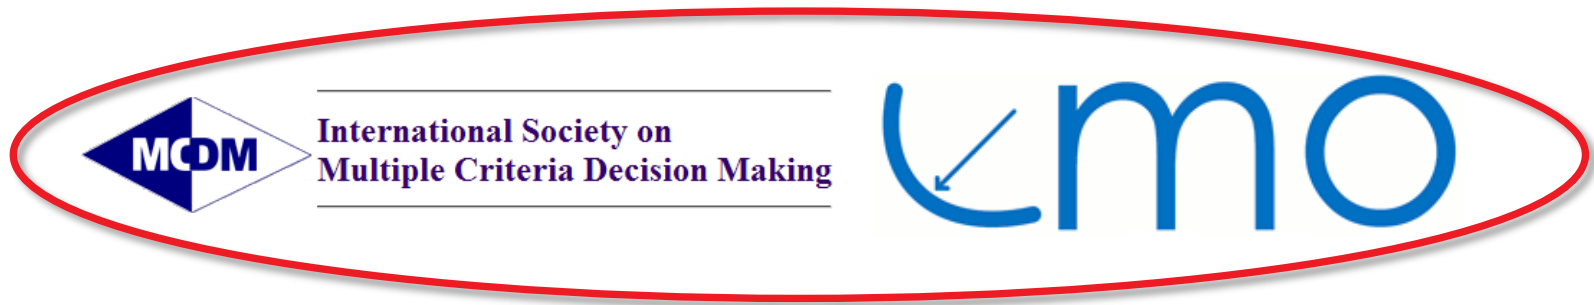 MCDM
International Society on
Multiple Criteria Decision Making
emo